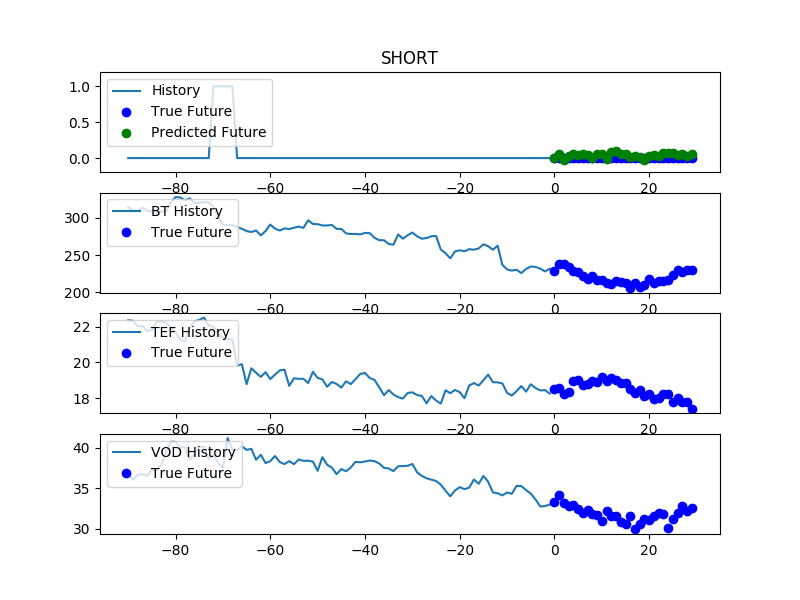 SHORT
1.0
0.5
0.0
History
True Future
Predicted Future
−80 −60 −40 −20 0 20
300
250
200
BT History
True Future
−80 −60 −40 −20 0 20
22
20
18
TEF History
True Future
−80 −60 −40 −20 0 20
40
35
30
VOD History
True Future
−80 −60 −40 −20 0 20